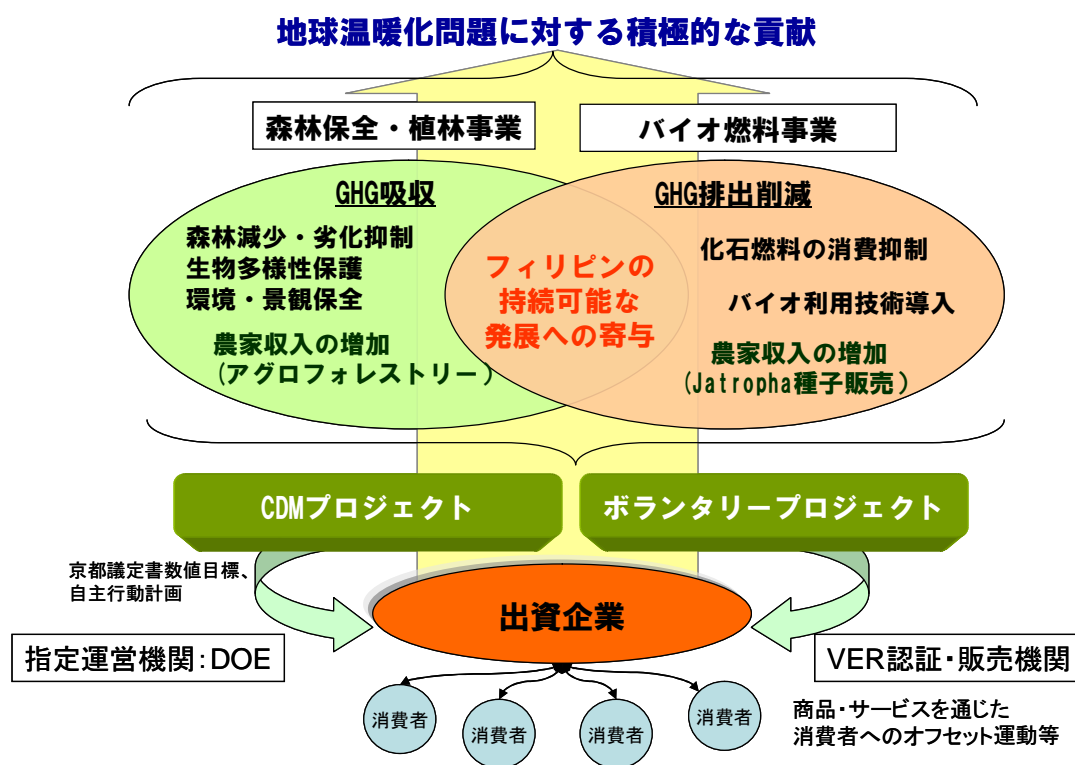 地球温暖化問題に対する積極的な貢献
森林保全・植林事業
バイオ燃料事業
GHG吸収
森林減少・劣化抑制
生物多様性保護
環境・景観保全
農家収入の増加
(アグロフォレストリー)
フィリピンの
持続可能な
発展への寄与
GHG排出削減
化石燃料の消費抑制
バイオ利用技術導入
農家収入の増加
(Jatropha種子販売)
CDMプロジェクト
ボランタリープロジェクト
京都議定書数値目標、
自主行動計画
出資企業
指定運営機関:DOE
VER認証・販売機関
消費者
消費者
消費者
消費者
商品・サービスを通じた
消費者へのオフセット運動等